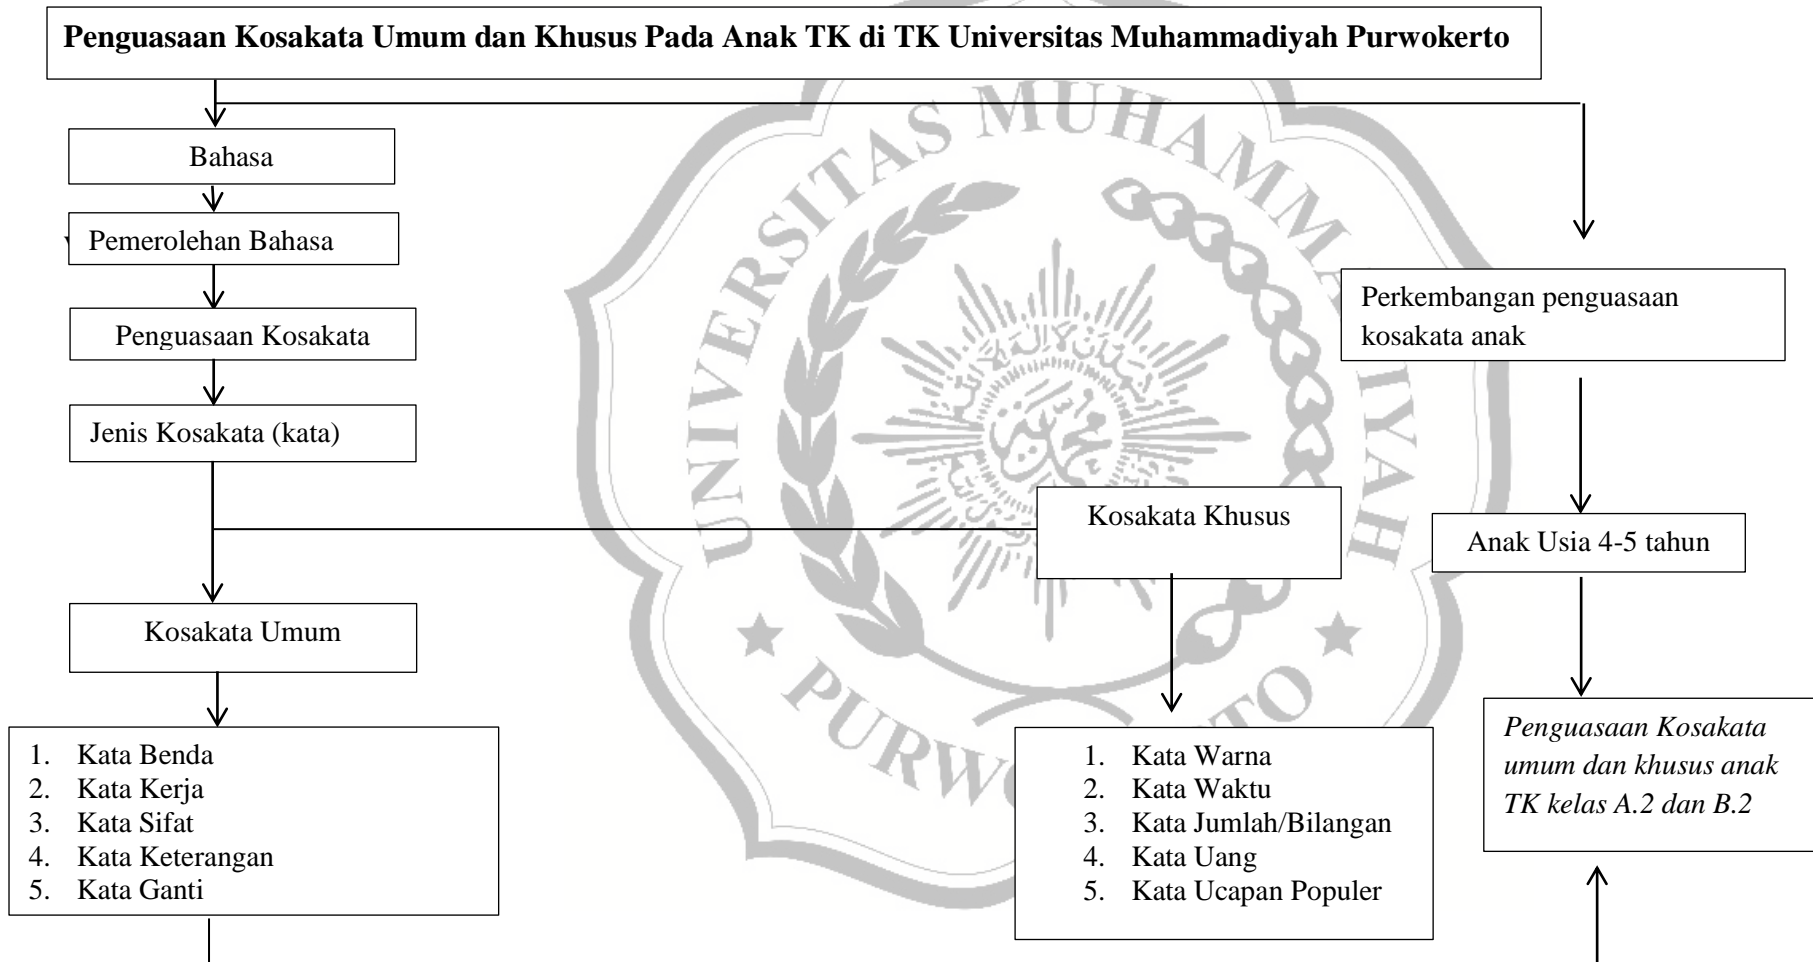 Penguasaan Kosakata Umum dan Khusus Pada Anak TK di TK Universitas Muhammadiyah Purwokerto
Bahasa
Pemerolehan Bahasa
Penguasaan Kosakata
Jenis Kosakata (kata)
Perkembangan penguasaan
kosakata anak
Kosakata Khusus
Anak Usia 4-5 tahun
Kosakata Umum
1. Kata Benda
2. Kata Kerja
3. Kata Sifat
4. Kata Keterangan
5. Kata Ganti
1. Kata Warna
2. Kata Waktu
3. Kata Jumlah/Bilangan
4. Kata Uang
5. Kata Ucapan Populer
Penguasaan Kosakata
umum dan khusus anak
TK kelas A.2 dan B.2
UNIVERSITAS MUHAMMADIYAH